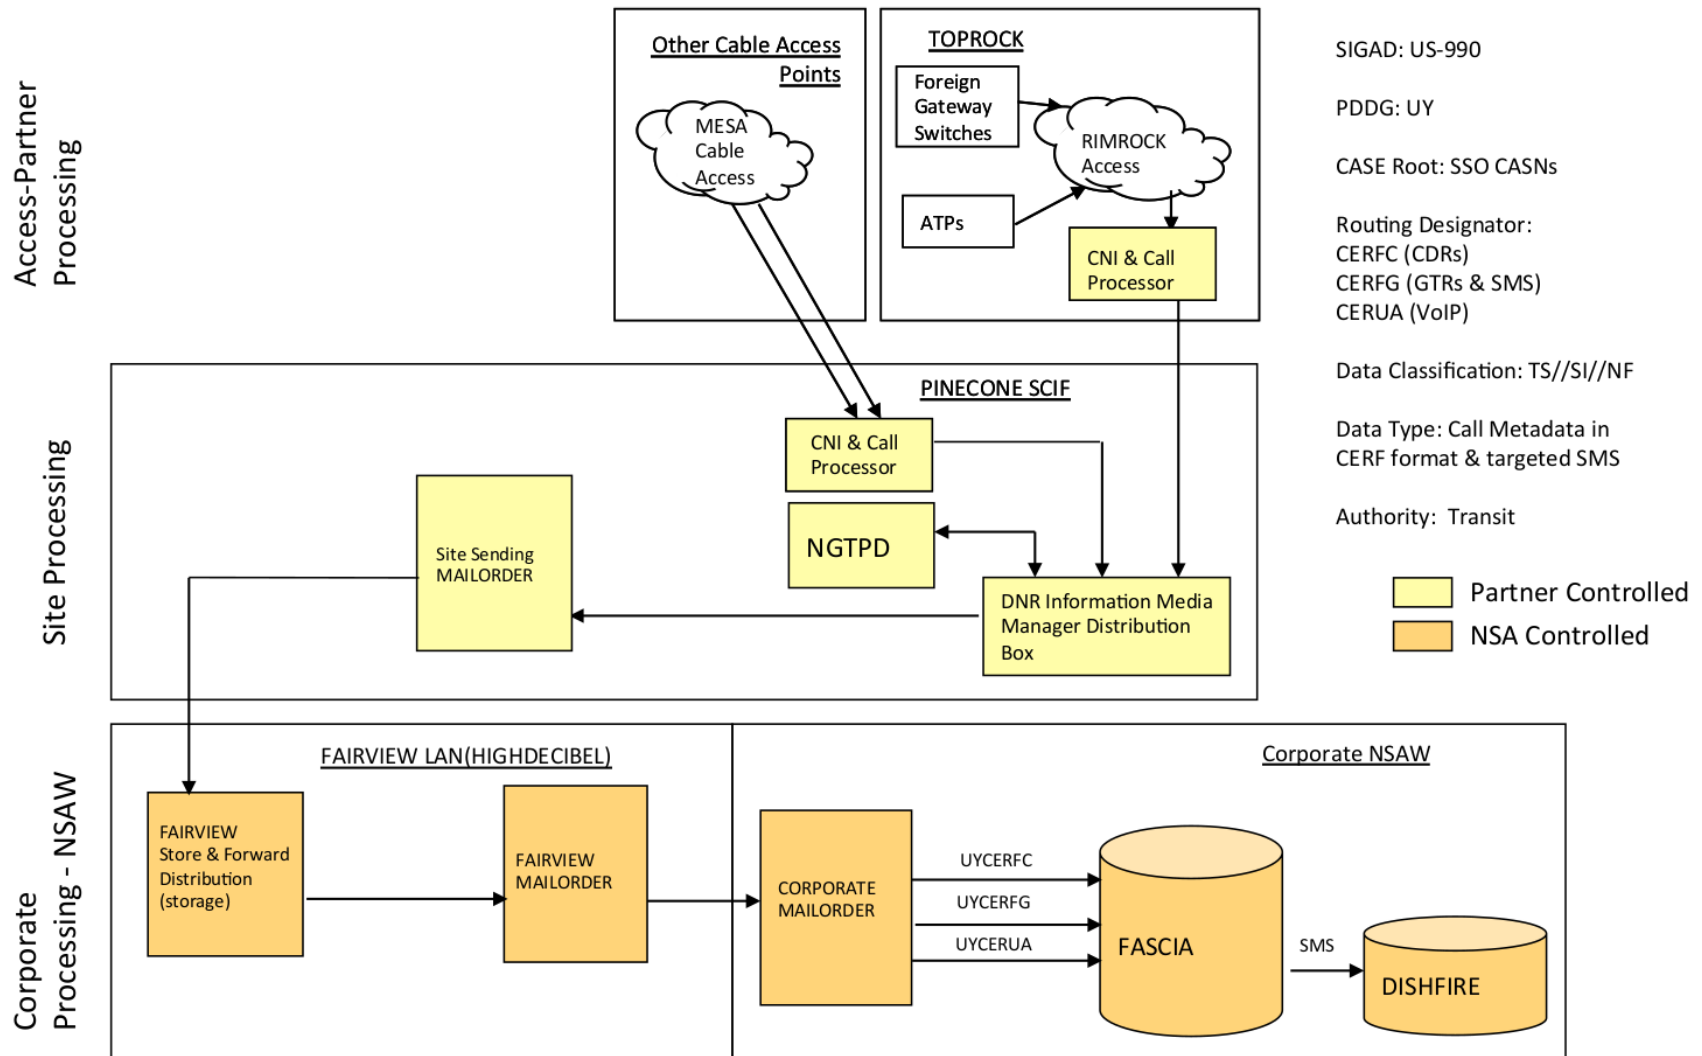 Access-Partner
Processing
Other Cable Access
Points
MESA
Cable
Access
TOPROCK
Foreign
Gateway
Switches
RIMROCK
Access
ATPs
CNI & Call
Processor
SIGAD: US-990
PDDG: UY
CASE Root: SSO CASNs
Routing Designator:
CERFC (CDRs)
CERFG (GTRs & SMS)
CERUA (VoIP)
Data Classification: TS//SI//NF
Data Type: Call Metadata in
CERF format & targeted SMS
Authority: Transit
Partner Controlled
NSA Controlled
Site Processing
PINECONE SCIF
CNI & Call
Processor
NGTPD
Site Sending
MAILORDER
DNR Information Media
Manager Distribution
Box
Corporate
Processing - NSAW
FAIRVIEW LAN(HIGHDECIBEL)
FAIRVIEW
Store & Forward
Distribution
(storage)
FAIRVIEW
MAILORDER
Corporate NSAW
CORPORATE
MAILORDER
UYCERFC
UYCERFG
UYCERUA
FASCIA
SMS
DISHFIRE